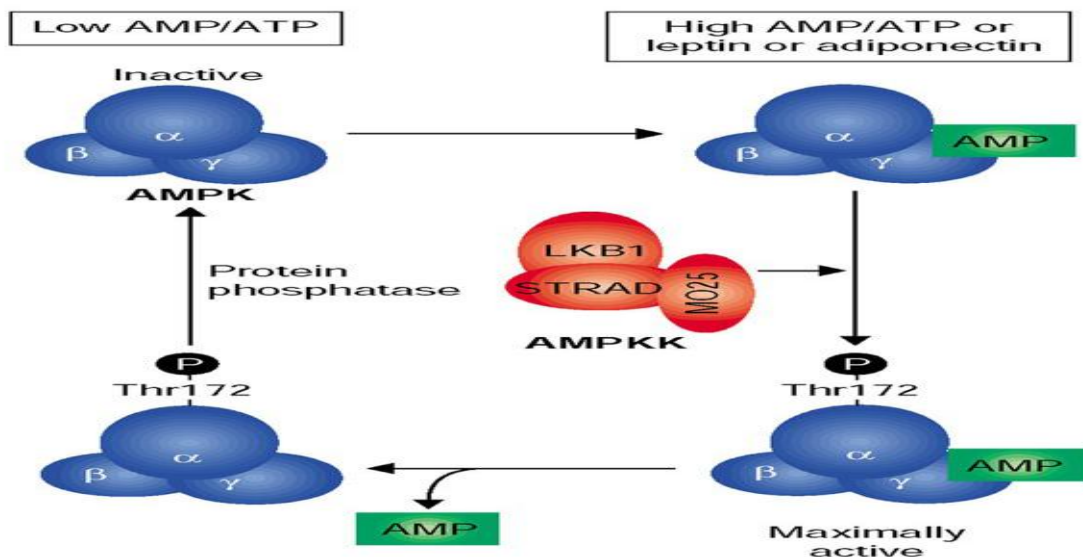 Low AMP/ATP
High AMP/ATP or
leptin or adiponectin
Inactive
α
β
γ
AMPK
α
β
γ
AMP
LKB1
STRAD
MO25
AMPKK
Protein
phosphatase
P
Thr172
α
β
γ
P
Thr172
α
β
γ
AMP
AMP
Maximally
active